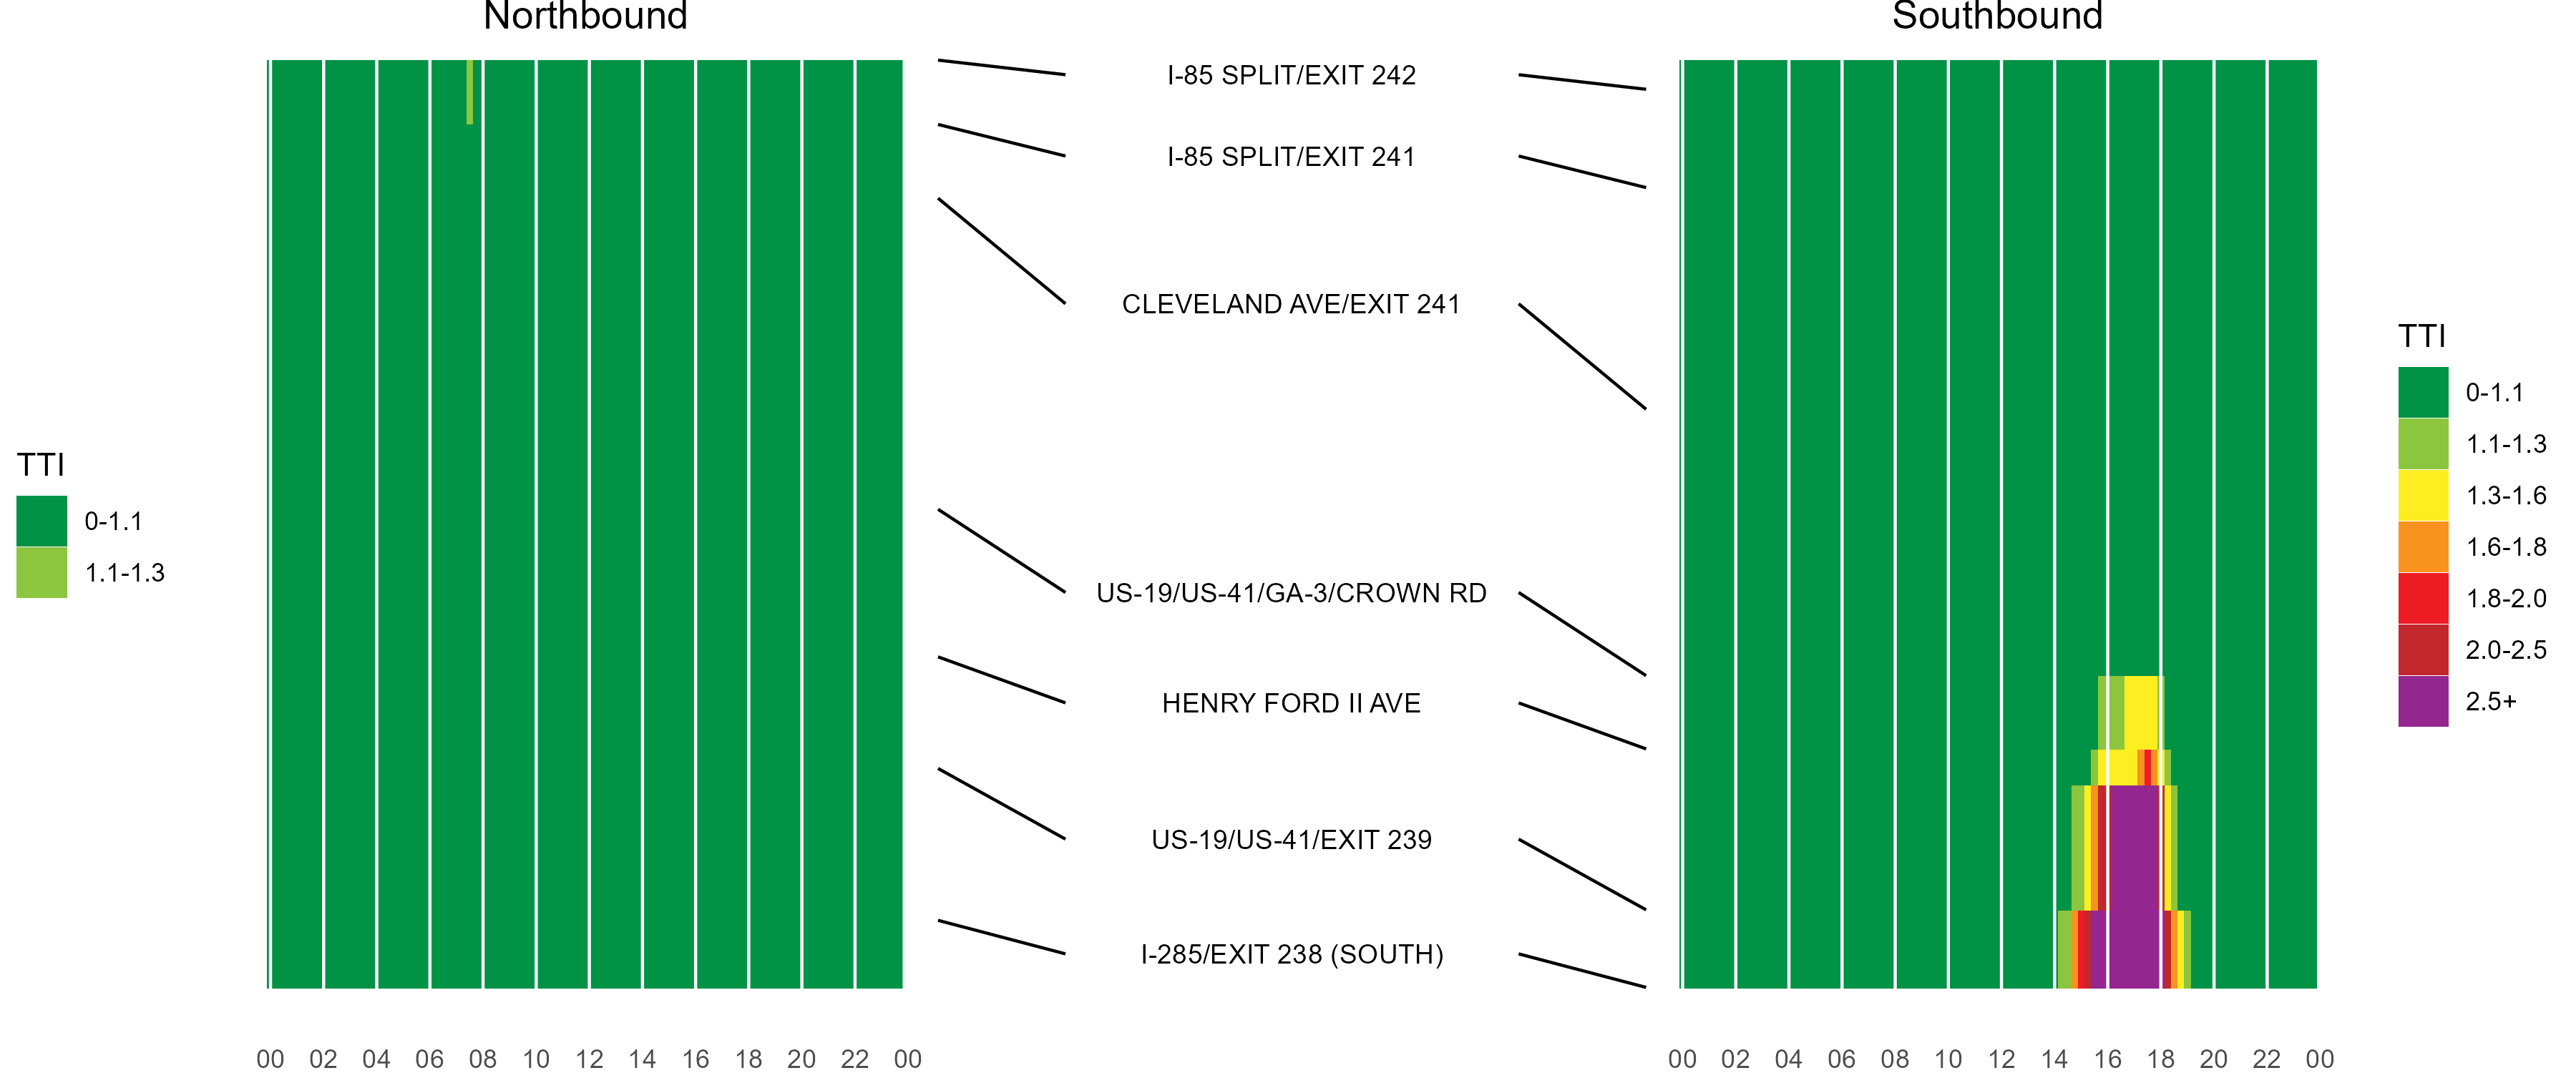 Northbound
Southbound
I-85 SPLIT/EXIT 242
I-85 SPLIT/EXIT 241
CLEVELAND AVE/EXIT 241
US-19/US-41/GA-3/CROWN RD
HENRY FORD II AVE
US-19/US-41/EXIT 239
I-285/EXIT 238 (SOUTH)
TTI
0-1.1
1.1-1.3
TTI
0-1.1
1.1-1.3
1.3-1.6
1.6-1.8
1.8-2.0
2.0-2.5
2.5+
00 02 04 06 08 10 12 14 16 18 20 22 00
00 02 04 06 08 10 12 14 16 18 20 22 00